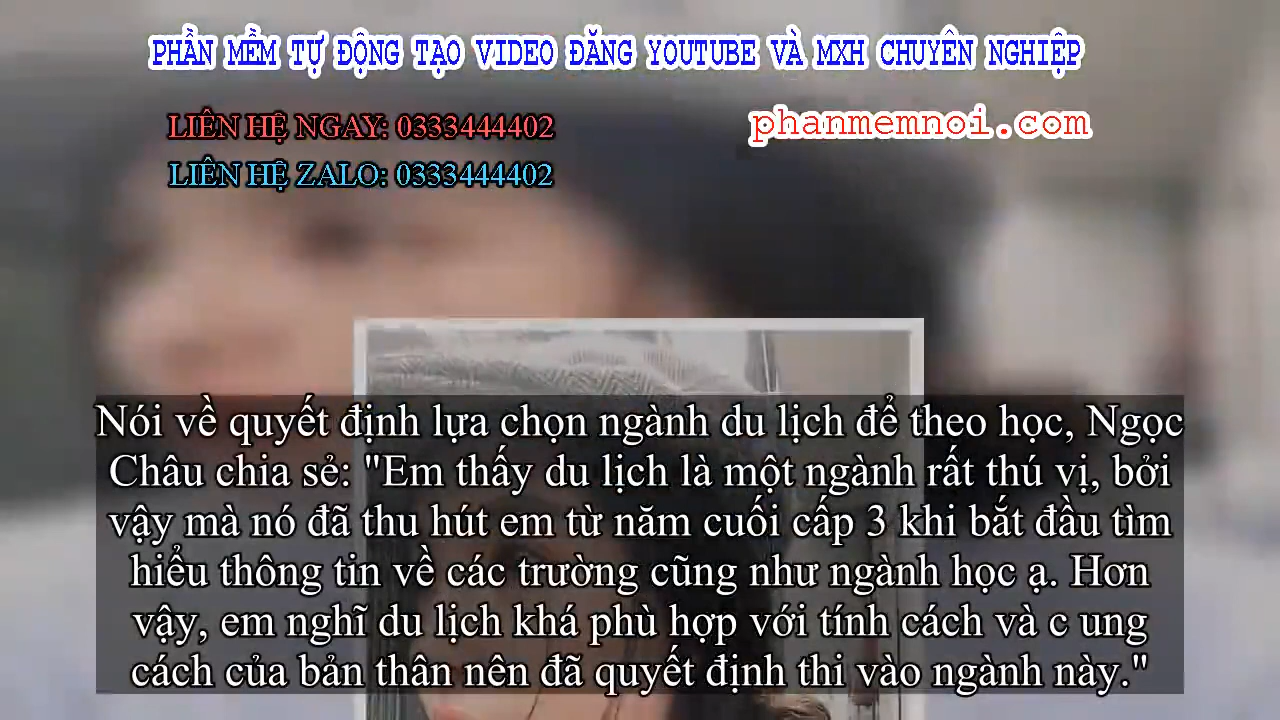 PHẦN MỀM TỰ ĐỘNG TẠO VIDEO ĐĂNG YOUTUBE VÀ MXH CHUYÊN NGHIỆP
LIÊN HỆ NGAY: 0333444402
phanmemnoi.com
LIÊN HỆ ZALO: 0333444402
Nói về quyết định lựa chọn ngành du lịch để theo học, Ngọc
Châu chia sẻ: "Em thấy du lịch là một ngành rất thú vị, bởi
vậy mà nó đã thu hút em từ năm cuối cấp 3 khi bắt đầu tìm
hiểu thông tin về các trường cũng như ngành học ạ. Hơn
vậy, em nghĩ du lịch khá phù hợp với tính cách và c ung
cách của bản thân nên đã quyết định thi vào ngành này."